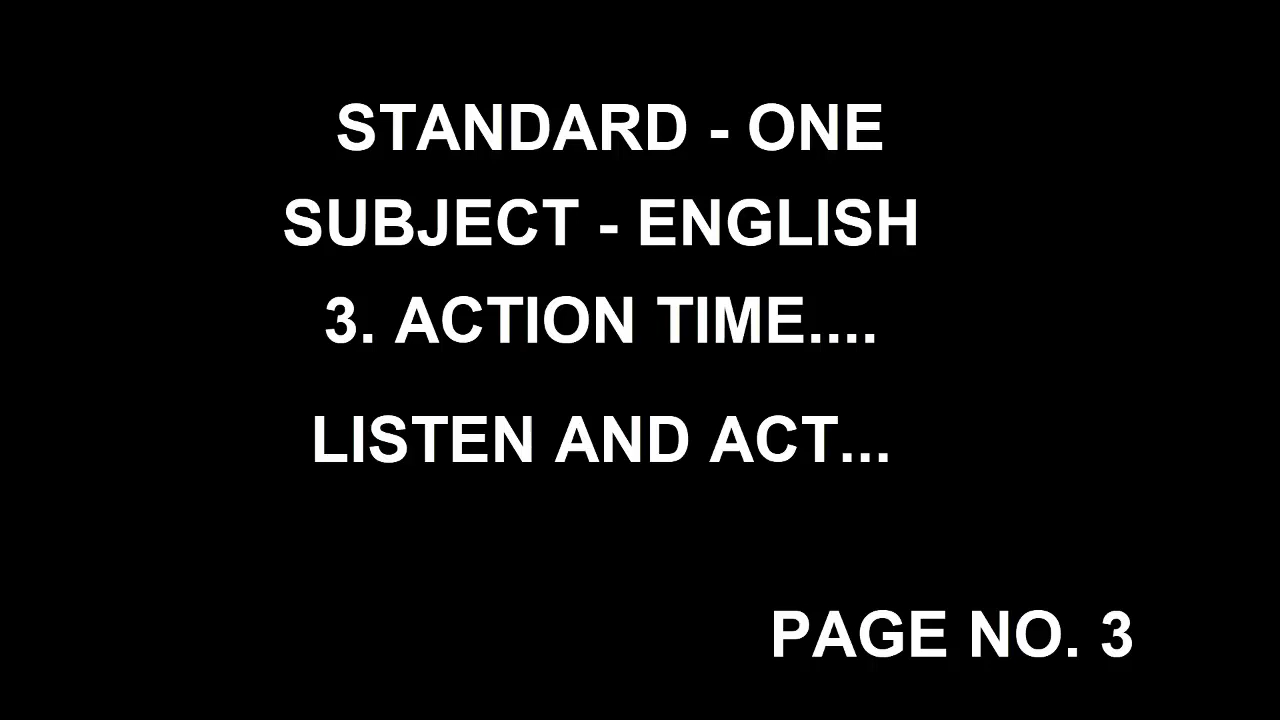 STANDARD - ONE
SUBJECT - ENGLISH
3. ACTION TIME....
LISTEN AND ACT...
PAGE NO. 3